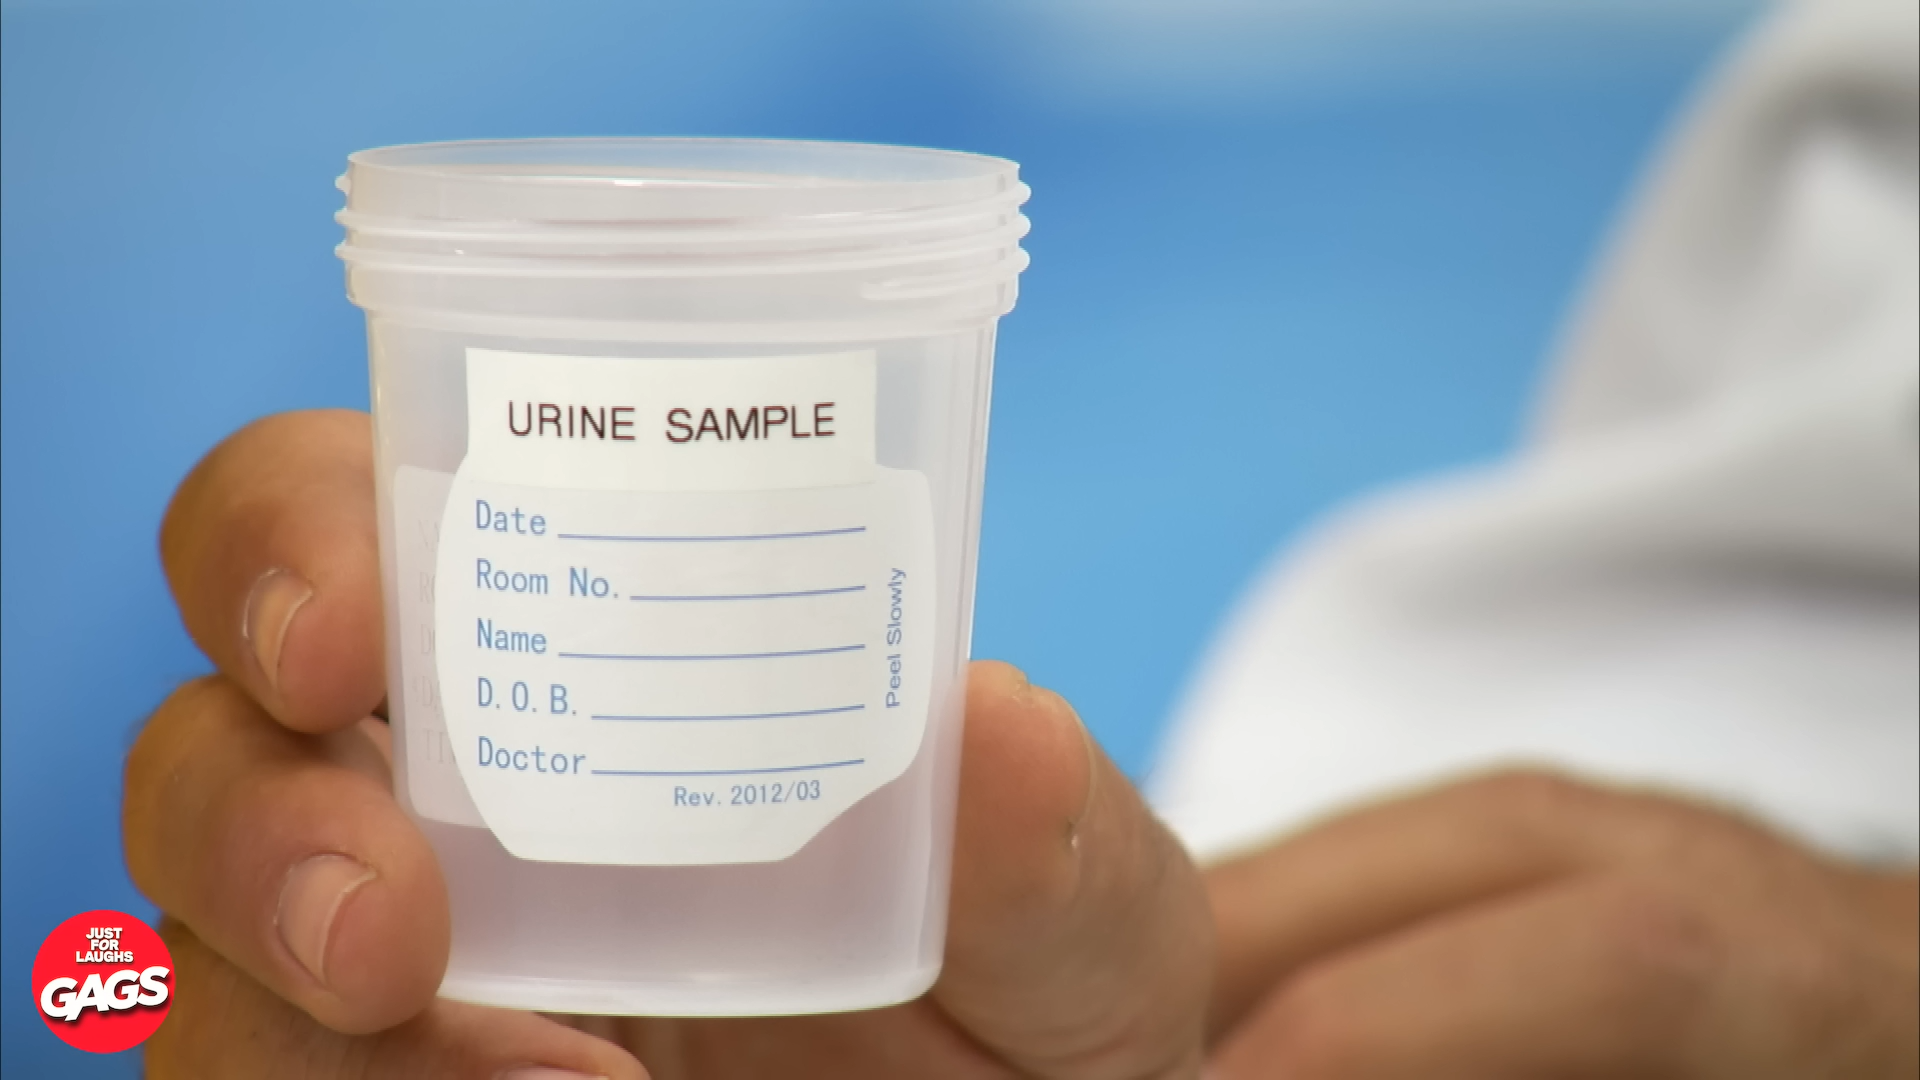 URINE SAMPLE
Date
Room No.
Name
D.O.B.
Doctor
Rev. 2012/03
Peel Slowly
JUST
FOR
LAUGHS
GAGS